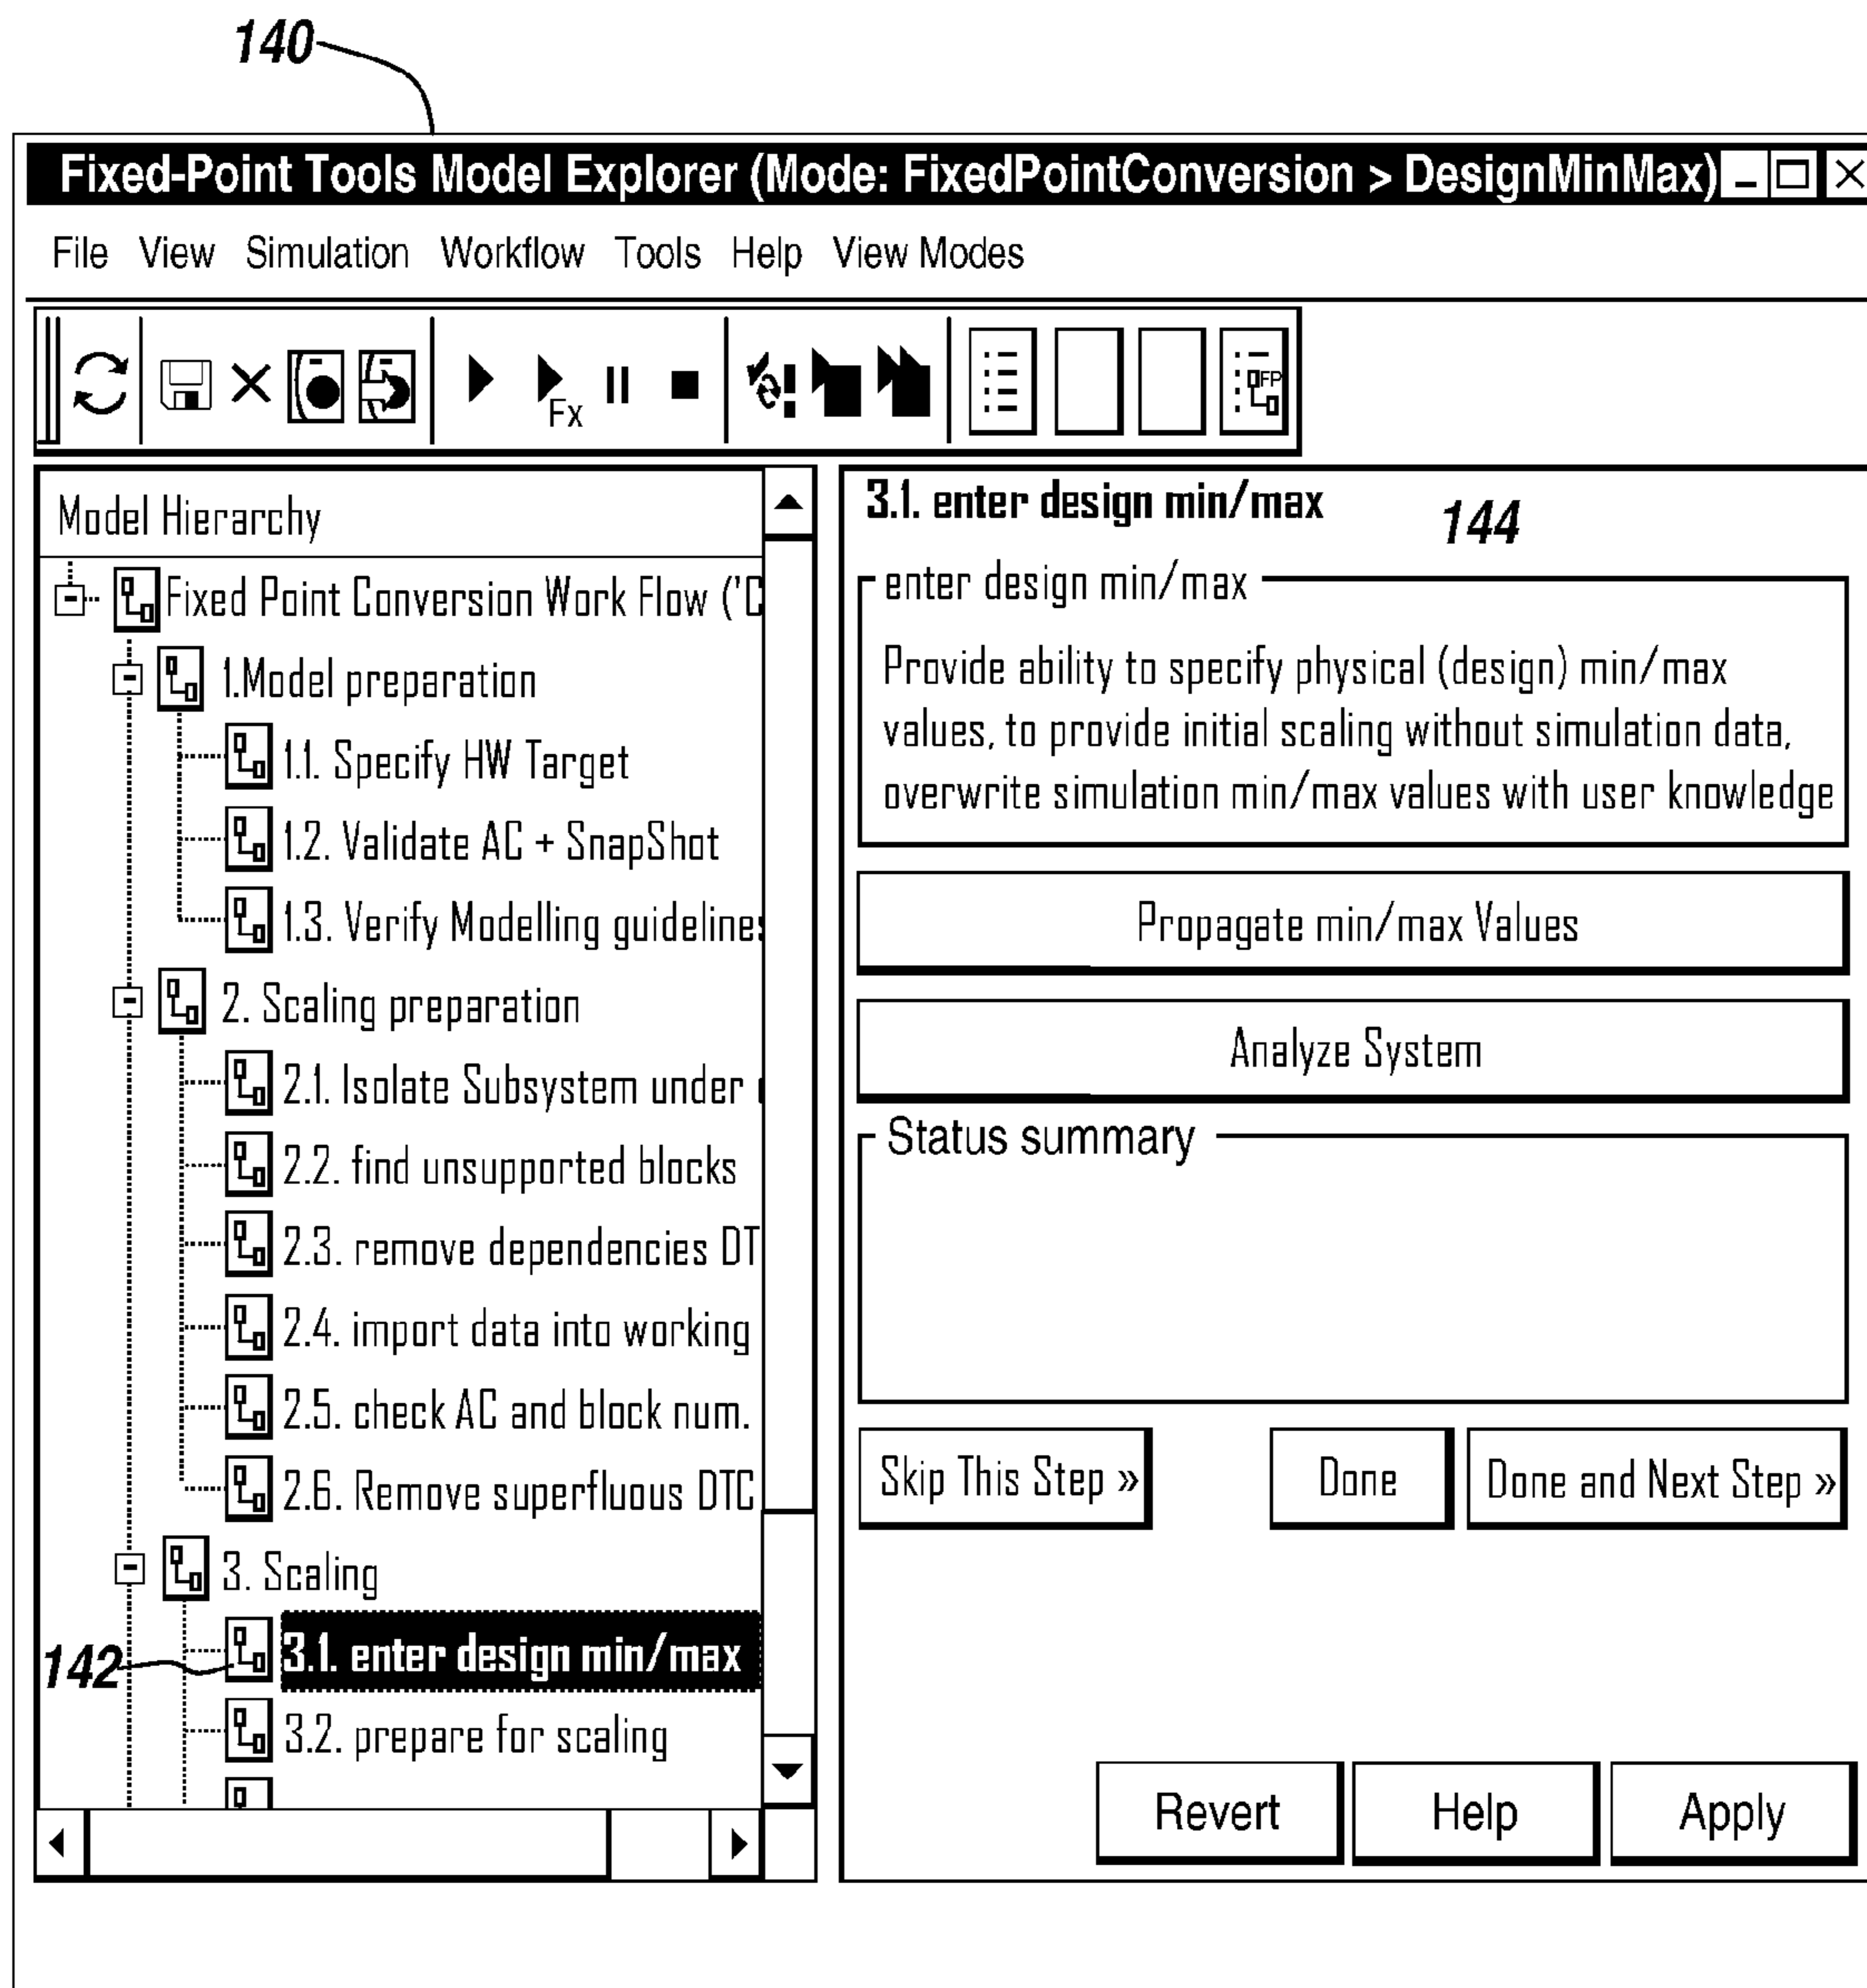 140
Fixed-Point Tools Model Explorer (Mode: FixedPointConversion > DesignMinMax)
File View Simulation Workflow Tools Help View Modes
Fx
FP
Model Hierarchy
Fixed Point Conversion Work Flow ('C
1.Model preparation
1.1. Specify HW Target
1.2. Validate AC + SnapShot
1.3. Verify Modelling guidelines
2. Scaling preparation
2.1. Isolate Subsystem under
2.2. find unsupported blocks
2.3. remove dependencies DT
2.4. import data into working
2.5. check AC and block num.
2.6. Remove superfluous DTC
3. Scaling
142
3.1. enter design min/max
3.2. prepare for scaling
3.1. enter design min/max
144
enter design min/max
Provide ability to specify physical (design) min/max
values, to provide initial scaling without simulation data,
overwrite simulation min/max values with user knowledge
Propagate min/max Values
Analyze System
Status summary
Skip This Step »
Done
Done and Next Step »
Revert
Help
Apply